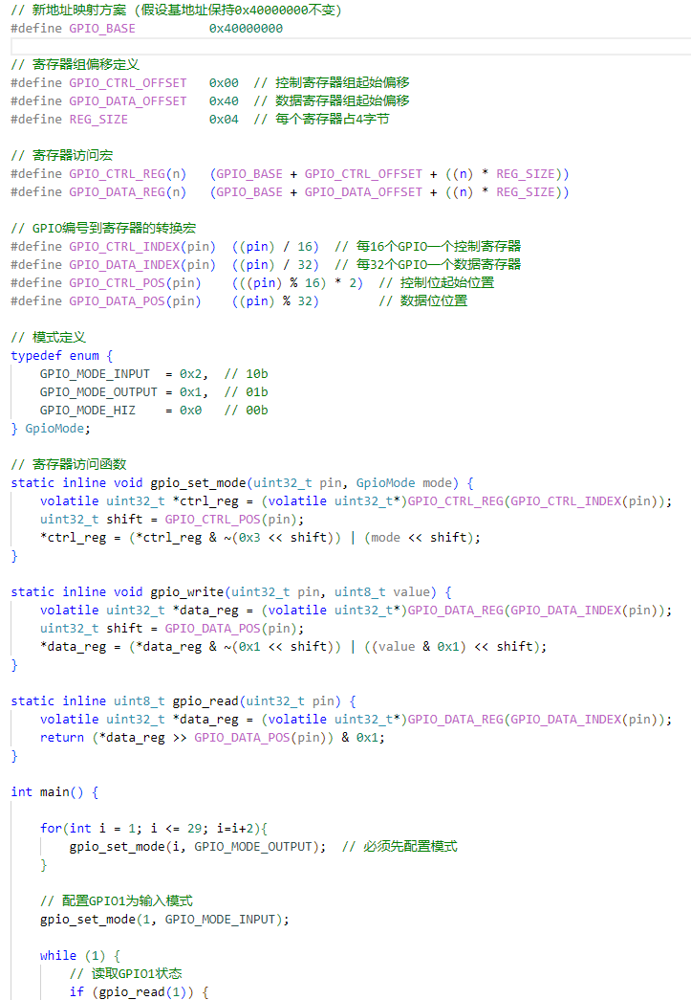 // 新地址映射方案 (假设基地址保持0x40000000不变)
#define GPIO_BASE          0x40000000
// 寄存器组偏移定义
#define GPIO_CTRL_OFFSET   0x00  // 控制寄存器组起始偏移
#define GPIO_DATA_OFFSET   0x40  // 数据寄存器组起始偏移
#define REG_SIZE           0x04  // 每个寄存器占4字节
// 寄存器访问宏
#define GPIO_CTRL_REG(n)   (GPIO_BASE + GPIO_CTRL_OFFSET + ((n) * REG_SIZE))
#define GPIO_DATA_REG(n)   (GPIO_BASE + GPIO_DATA_OFFSET + ((n) * REG_SIZE))
// GPIO编号到寄存器的转换宏
#define GPIO_CTRL_INDEX(pin)  ((pin) / 16)  // 每16个GPIO一个控制寄存器
#define GPIO_DATA_INDEX(pin)  ((pin) / 32)  // 每32个GPIO一个数据寄存器
#define GPIO_CTRL_POS(pin)    (((pin) % 16) * 2)  // 控制位起始位置
#define GPIO_DATA_POS(pin)    ((pin) % 32)        // 数据位位置
// 模式定义
typedef enum {
    GPIO_MODE_INPUT  = 0x2,  // 10b
    GPIO_MODE_OUTPUT = 0x1,  // 01b
    GPIO_MODE_HIZ    = 0x0   // 00b
} GpioMode;
// 寄存器访问函数
static inline void gpio_set_mode(uint32_t pin, GpioMode mode) {
    volatile uint32_t *ctrl_reg = (volatile uint32_t*)GPIO_CTRL_REG(GPIO_CTRL_INDEX(pin));
    uint32_t shift = GPIO_CTRL_POS(pin);
    *ctrl_reg = (*ctrl_reg & ~(0x3 << shift)) | (mode << shift);
}
static inline void gpio_write(uint32_t pin, uint8_t value) {
    volatile uint32_t *data_reg = (volatile uint32_t*)GPIO_DATA_REG(GPIO_DATA_INDEX(pin));
    uint32_t shift = GPIO_DATA_POS(pin);
    *data_reg = (*data_reg & ~(0x1 << shift)) | ((value & 0x1) << shift);
}
static inline uint8_t gpio_read(uint32_t pin) {
    volatile uint32_t *data_reg = (volatile uint32_t*)GPIO_DATA_REG(GPIO_DATA_INDEX(pin));
    return (*data_reg >> GPIO_DATA_POS(pin)) & 0x1;
}
int main() {
    for(int i = 1; i <= 29; i=i+2){
        gpio_set_mode(i, GPIO_MODE_OUTPUT);  // 必须先配置模式
    }
    // 配置GPIO1为输入模式
    gpio_set_mode(1, GPIO_MODE_INPUT);
    while (1) {
        // 读取GPIO1状态
        if (gpio_read(1)) {